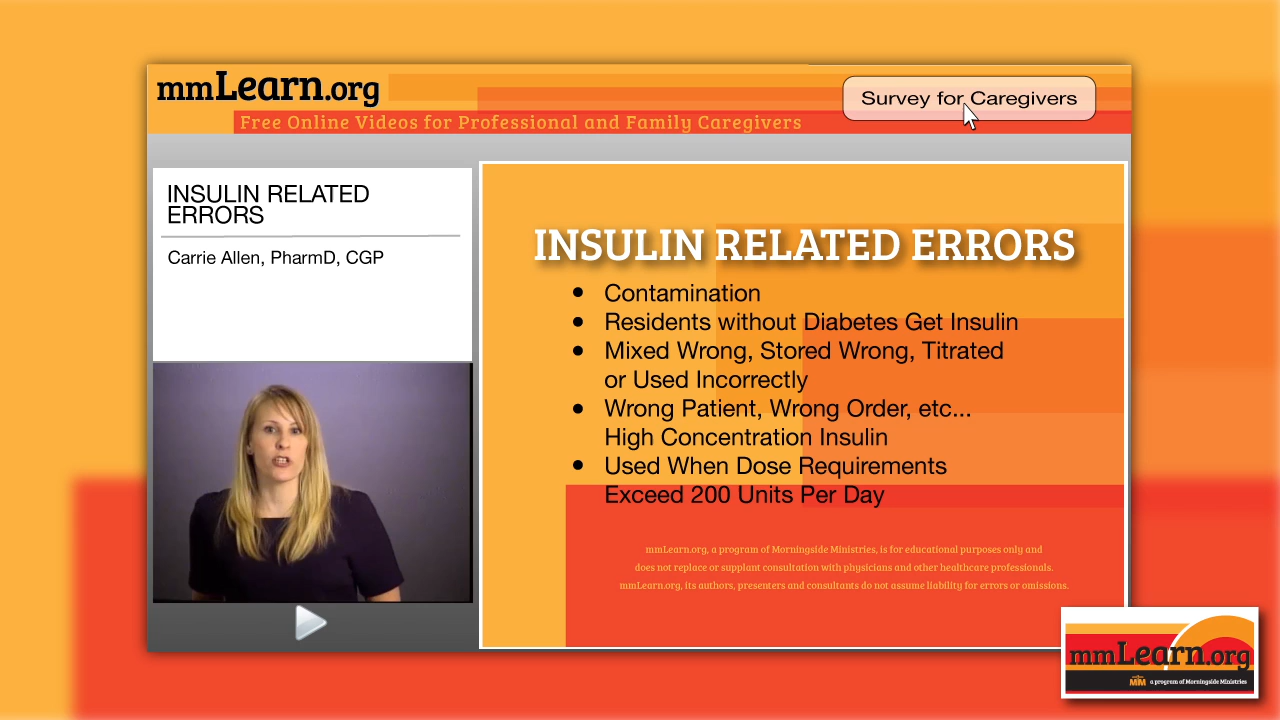 mmLearn.org
Free Online Videos for Professional and Family Caregivers
Survey for Caregivers
INSULIN RELATED
ERRORS
Carrie Allen, PharmD, CGP
INSULIN RELATED ERRORS
• Contamination
• Residents without Diabetes Get Insulin
• Mixed Wrong, Stored Wrong, Titrated
or Used Incorrectly
• Wrong Patient, Wrong Order, etc...
High Concentration Insulin
• Used When Dose Requirements
Exceed 200 Units Per Day
mmLearn.org, a program of Morningside Ministries, is for educational purposes only and
does not replace or supplant consultation with physicians and other healthcare professionals.
mmLearn.org, its authors, presenters and consultants do not assume liability for errors or omissions.
mmLearn.org
MM a program of Morningside Ministries